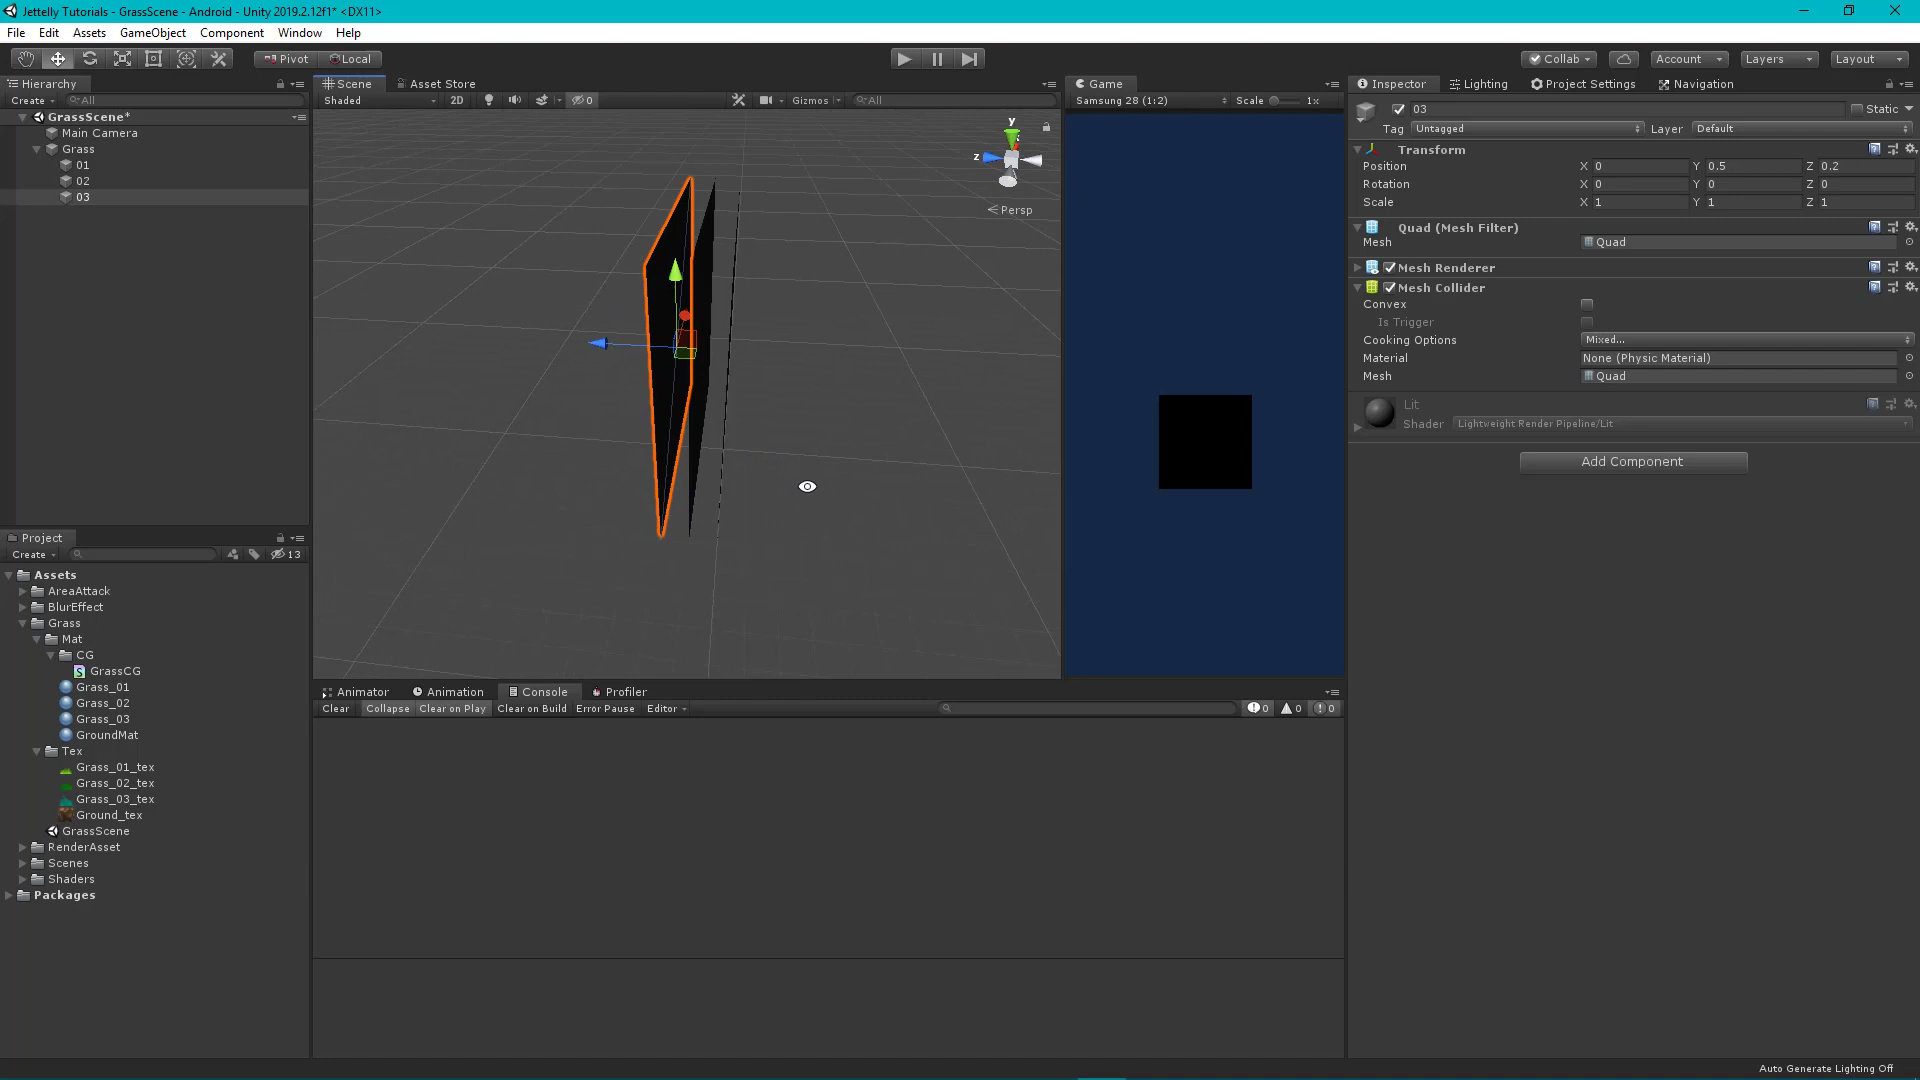 Jettelly Tutorials - GrassScene - Android - Unity 2019.2.12f1* <DX11>
File Edit Assets GameObject Component Window Help
Pivot Local Collab Account Layers Layout
Hierarchy
Create All
GrassScene*
Main Camera
Grass
01
02
03
Scene Asset Store
Shaded 2D 0 Gizmos All
y
z
Persp
Game
Samsung 28 (1:2) Scale 1x
Inspector Lighting Project Settings Navigation
03 Static
Tag Untagged Layer Default
Transform
Position X 0 Y 0.5 Z 0.2
Rotation X 0 Y 0 Z 0
Scale X 1 Y 1 Z 1
Quad (Mesh Filter)
Mesh Quad
Mesh Renderer
Mesh Collider
Convex
Is Trigger
Cooking Options Mixed...
Material None (Physic Material)
Mesh Quad
Lit
Shader Lightweight Render Pipeline/Lit
Add Component
Project
Create 13
Assets
AreaAttack
BlurEffect
Grass
Mat
CG
GrassCG
Grass_01
Grass_02
Grass_03
GroundMat
Tex
Grass_01_tex
Grass_02_tex
Grass_03_tex
Ground_tex
GrassScene
RenderAsset
Scenes
Shaders
Packages
Animator Animation Console Profiler
Clear Collapse Clear on Play Clear on Build Error Pause Editor 0 0 0
Auto Generate Lighting Off